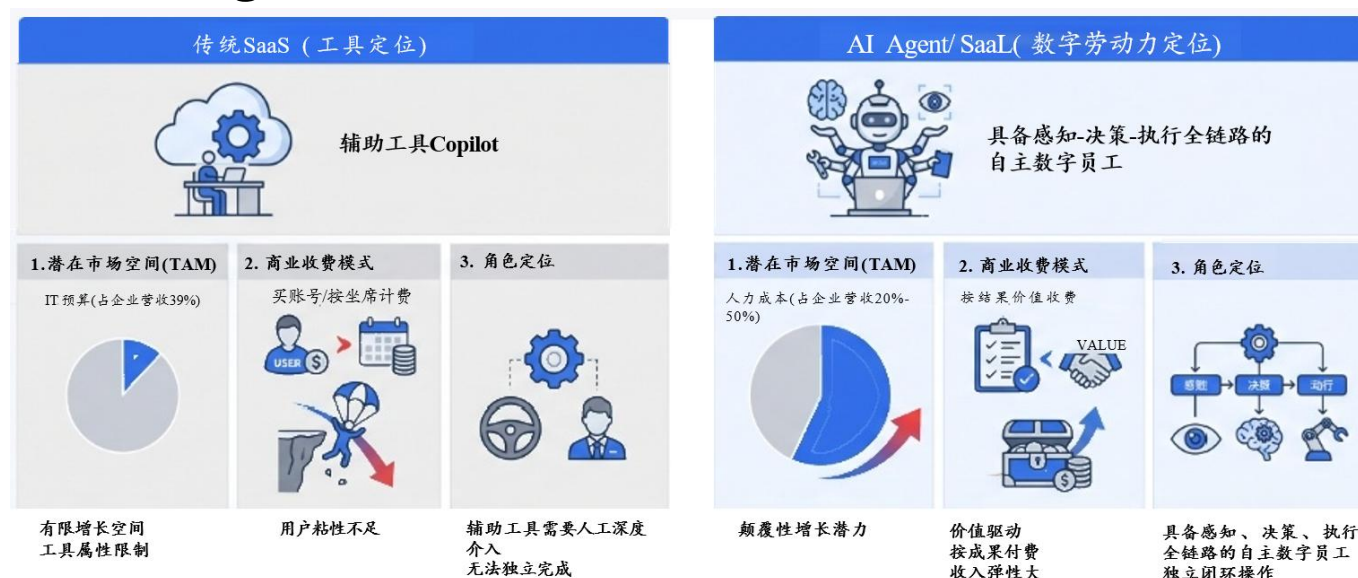 传统SaaS (工具定位)
辅助工具Copilot
1.潜在市场空间(TAM)
IT预算(占企业营收39%)
2. 商业收费模式
买账号/按坐席计费
USER $
3. 角色定位
有限增长空间
工具属性限制
用户粘性不足
辅助工具需要人工深度
介入
无法独立完成
AI Agent/ SaaL( 数字劳动力定位)
具备感知-决策-执行全链路的
自主数字员工
1.潜在市场空间(TAM)
人力成本(占企业营收20%-
50%)
2. 商业收费模式
按结果价值收费
VALUE
$
3. 角色定位
颠覆性增长潜力
价值驱动
按成果付费
收入弹性大
具备感知、决策、执行
全链路的自主数字员工
独立闭环操作